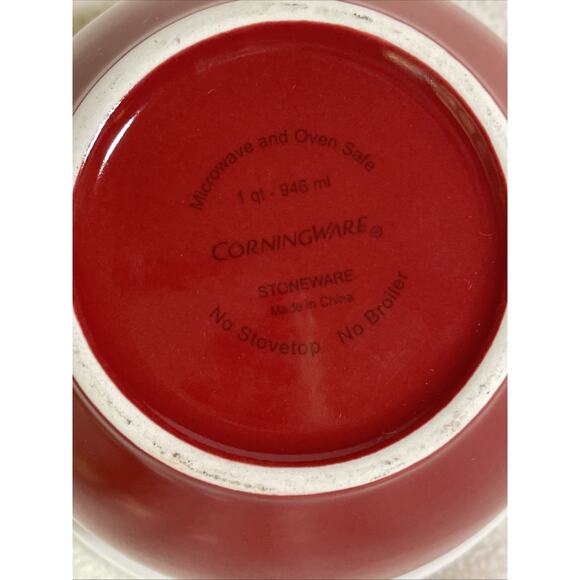 Microwave and Oven Safe
1 qt - 946 ml
CORNINGWARE®
STONEWARE
Made in China
No Stovetop No Broiler